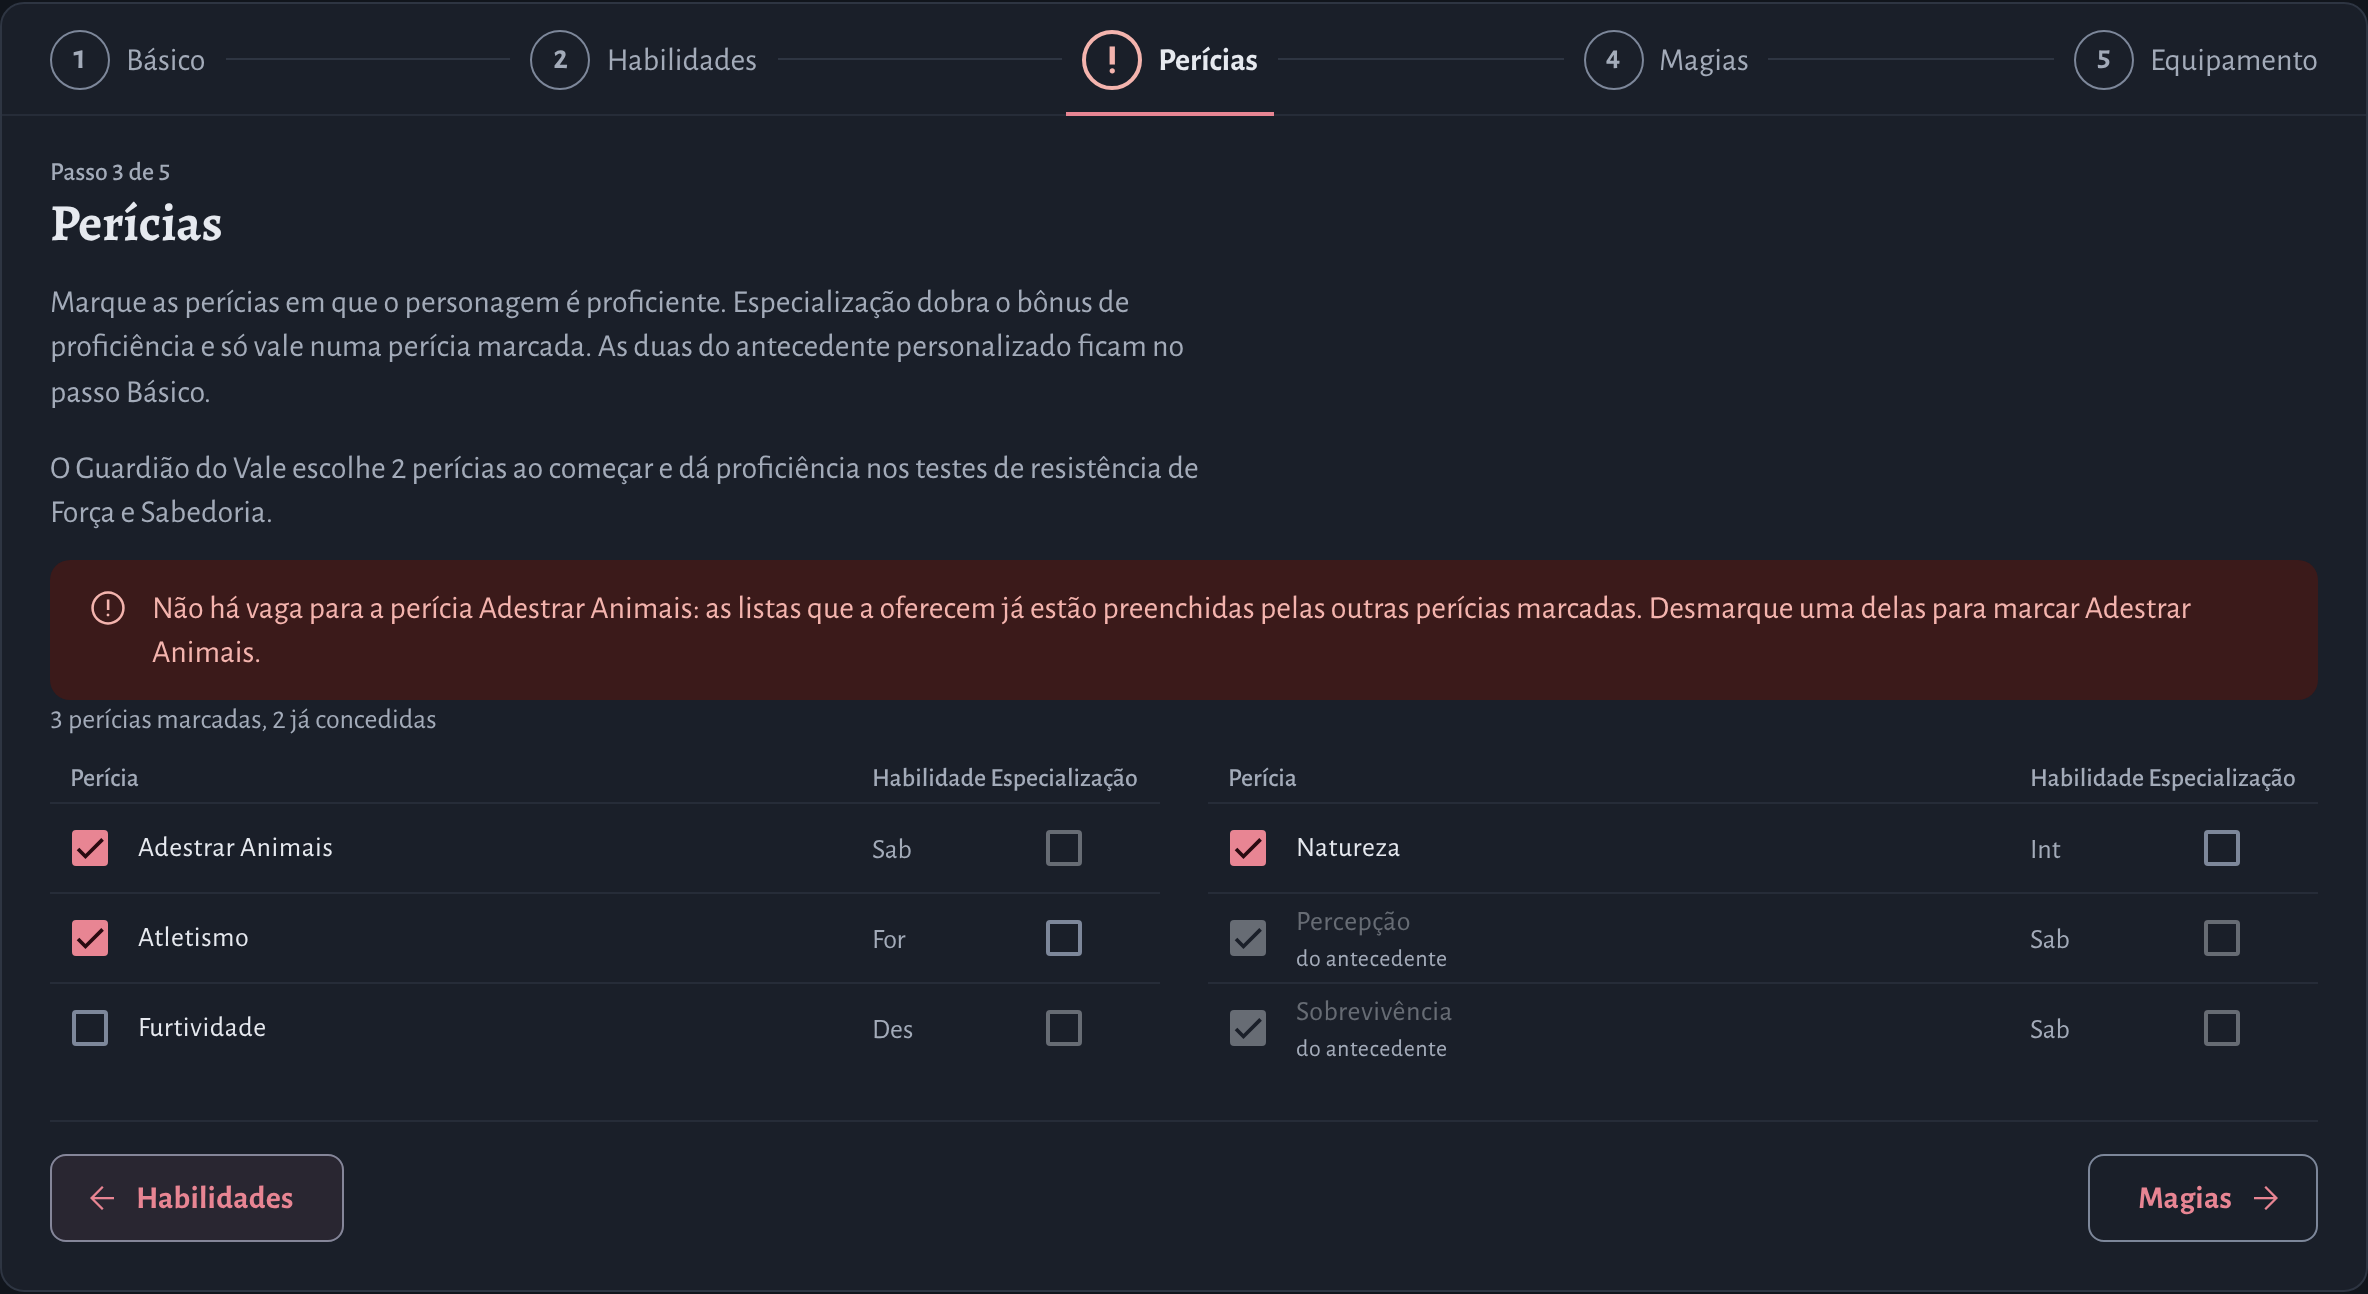 1 Básico
2 Habilidades
! Perícias
4 Magias
5 Equipamento
Passo 3 de 5
Perícias
Marque as perícias em que o personagem é proficiente. Especialização dobra o bônus de
proficiência e só vale numa perícia marcada. As duas do antecedente personalizado ficam no
passo Básico.
O Guardião do Vale escolhe 2 perícias ao começar e dá proficiência nos testes de resistência de
Força e Sabedoria.
Não há vaga para a perícia Adestrar Animais: as listas que a oferecem já estão preenchidas pelas outras perícias marcadas. Desmarque uma delas para marcar Adestrar
Animais.
3 perícias marcadas, 2 já concedidas
Perícia Habilidade Especialização
Adestrar Animais Sab
Atletismo For
Furtividade Des
Perícia Habilidade Especialização
Natureza Int
Percepção Sab
do antecedente
Sobrevivência Sab
do antecedente
← Habilidades
Magias →